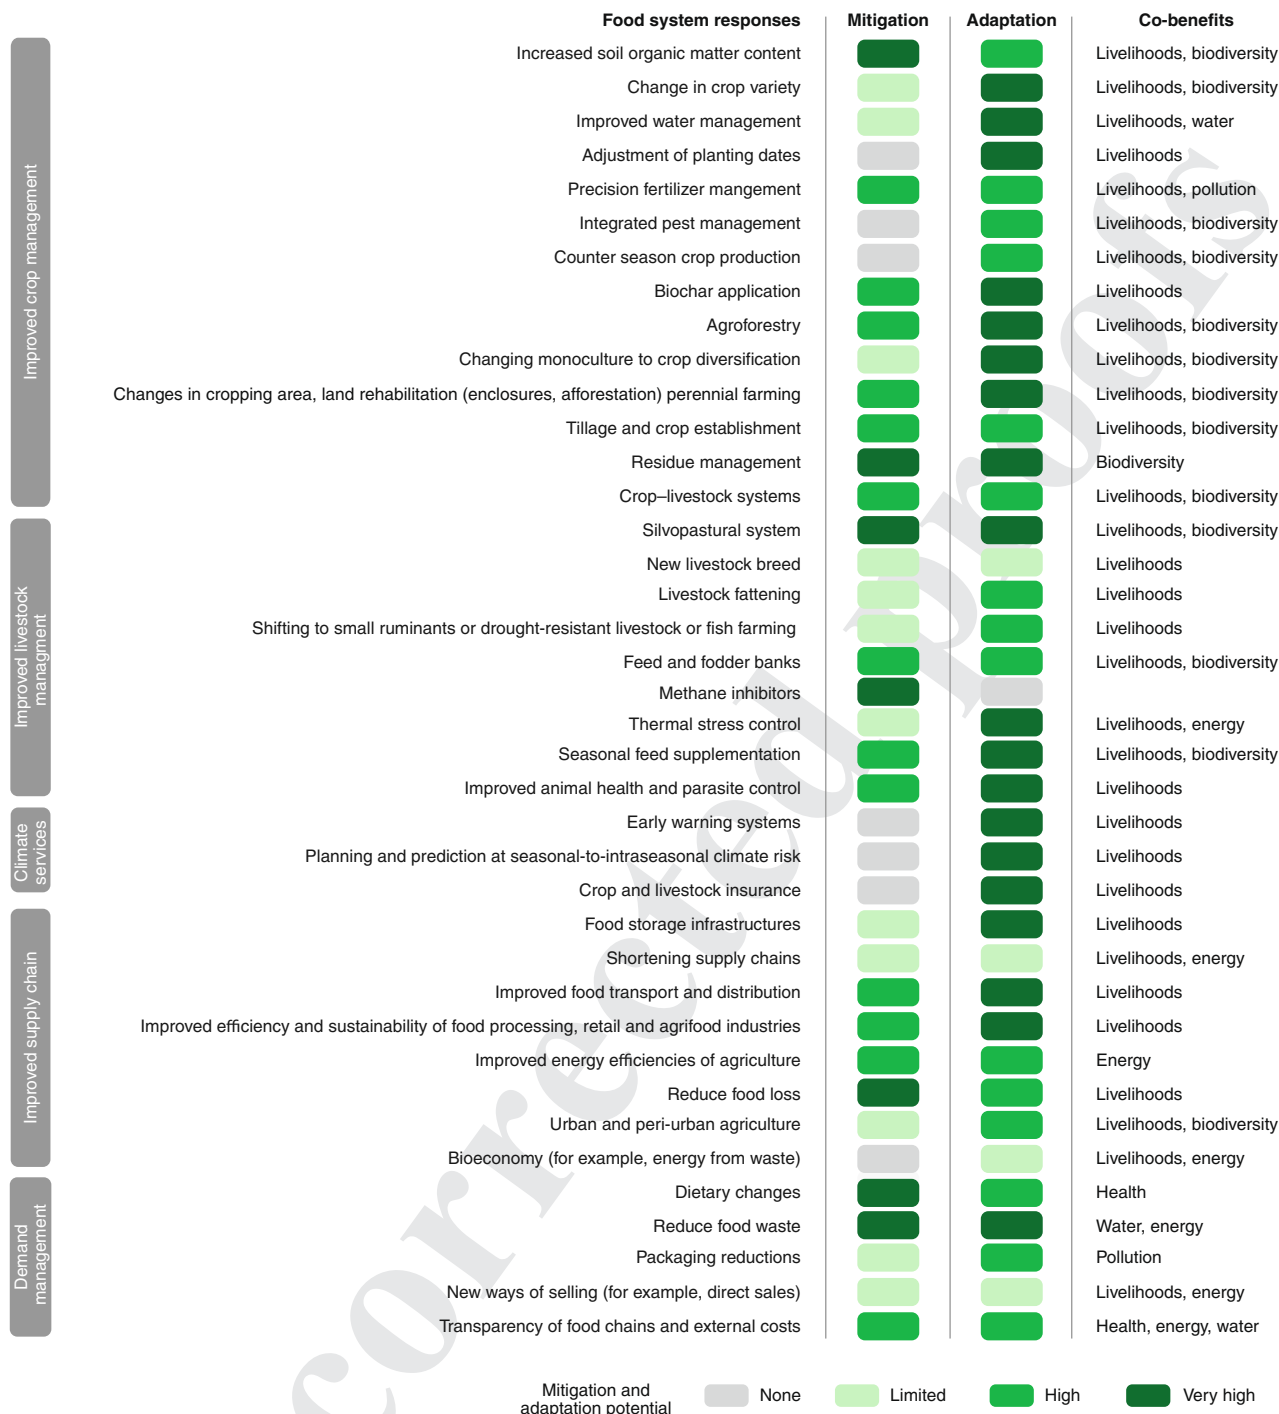 Food system responses Mitigation Adaptation Co-benefits
Improved crop management
Increased soil organic matter content Livelihoods, biodiversity
Change in crop variety Livelihoods, biodiversity
Improved water management Livelihoods, water
Adjustment of planting dates Livelihoods
Precision fertilizer mangement Livelihoods, pollution
Integrated pest management Livelihoods, biodiversity
Counter season crop production Livelihoods, biodiversity
Biochar application Livelihoods
Agroforestry Livelihoods, biodiversity
Changing monoculture to crop diversification Livelihoods, biodiversity
Changes in cropping area, land rehabilitation (enclosures, afforestation) perennial farming Livelihoods, biodiversity
Tillage and crop establishment Livelihoods, biodiversity
Residue management Biodiversity
Crop–livestock systems Livelihoods, biodiversity
Improved livestock
managment
Silvopastural system Livelihoods, biodiversity
New livestock breed Livelihoods
Livestock fattening Livelihoods
Shifting to small ruminants or drought-resistant livestock or fish farming Livelihoods
Feed and fodder banks Livelihoods, biodiversity
Methane inhibitors
Thermal stress control Livelihoods, energy
Seasonal feed supplementation Livelihoods, biodiversity
Improved animal health and parasite control Livelihoods
Climate
services
Early warning systems Livelihoods
Planning and prediction at seasonal-to-intraseasonal climate risk Livelihoods
Crop and livestock insurance Livelihoods
Improved supply chain
Food storage infrastructures Livelihoods
Shortening supply chains Livelihoods, energy
Improved food transport and distribution Livelihoods
Improved efficiency and sustainability of food processing, retail and agrifood industries Livelihoods
Improved energy efficiencies of agriculture Energy
Reduce food loss Livelihoods
Urban and peri-urban agriculture Livelihoods, biodiversity
Bioeconomy (for example, energy from waste) Livelihoods, energy
Demand
management
Dietary changes Health
Reduce food waste Water, energy
Packaging reductions Pollution
New ways of selling (for example, direct sales) Livelihoods, energy
Transparency of food chains and external costs Health, energy, water
Mitigation and
adaptation potential
None Limited High Very high
corrected proofs